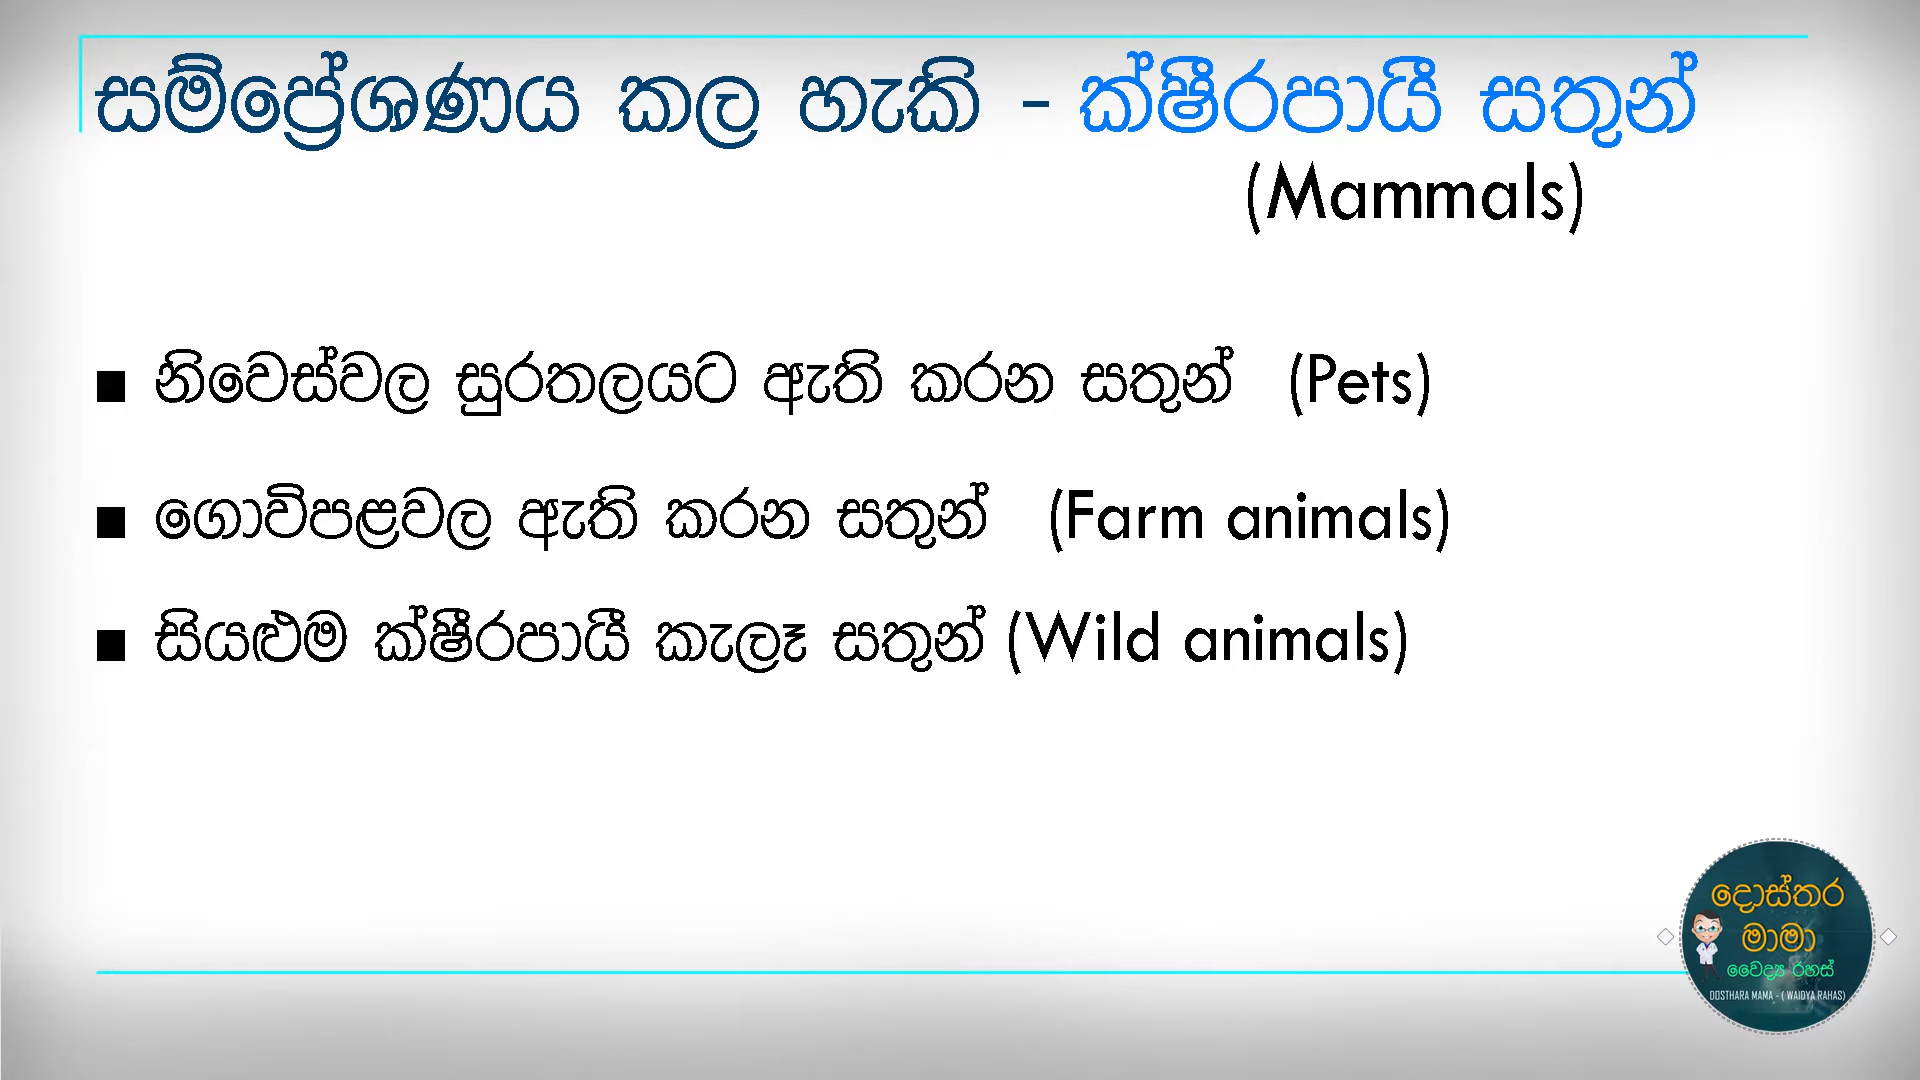 සම්ප්‍රේශණය කල හැකි - ක්ෂීරපායී සතුන්
(Mammals)
■ නිවෙස්වල සුරතලයට ඇති කරන සතුන් (Pets)
■ ගොවිපළවල ඇති කරන සතුන් (Farm animals)
■ සියළුම ක්ෂීරපායී කැලෑ සතුන් (Wild animals)
දොස්තර
මාමා
වෛද්‍ය රහස්
DOSTHARA MAMA - ( WAIDYA RAHAS)